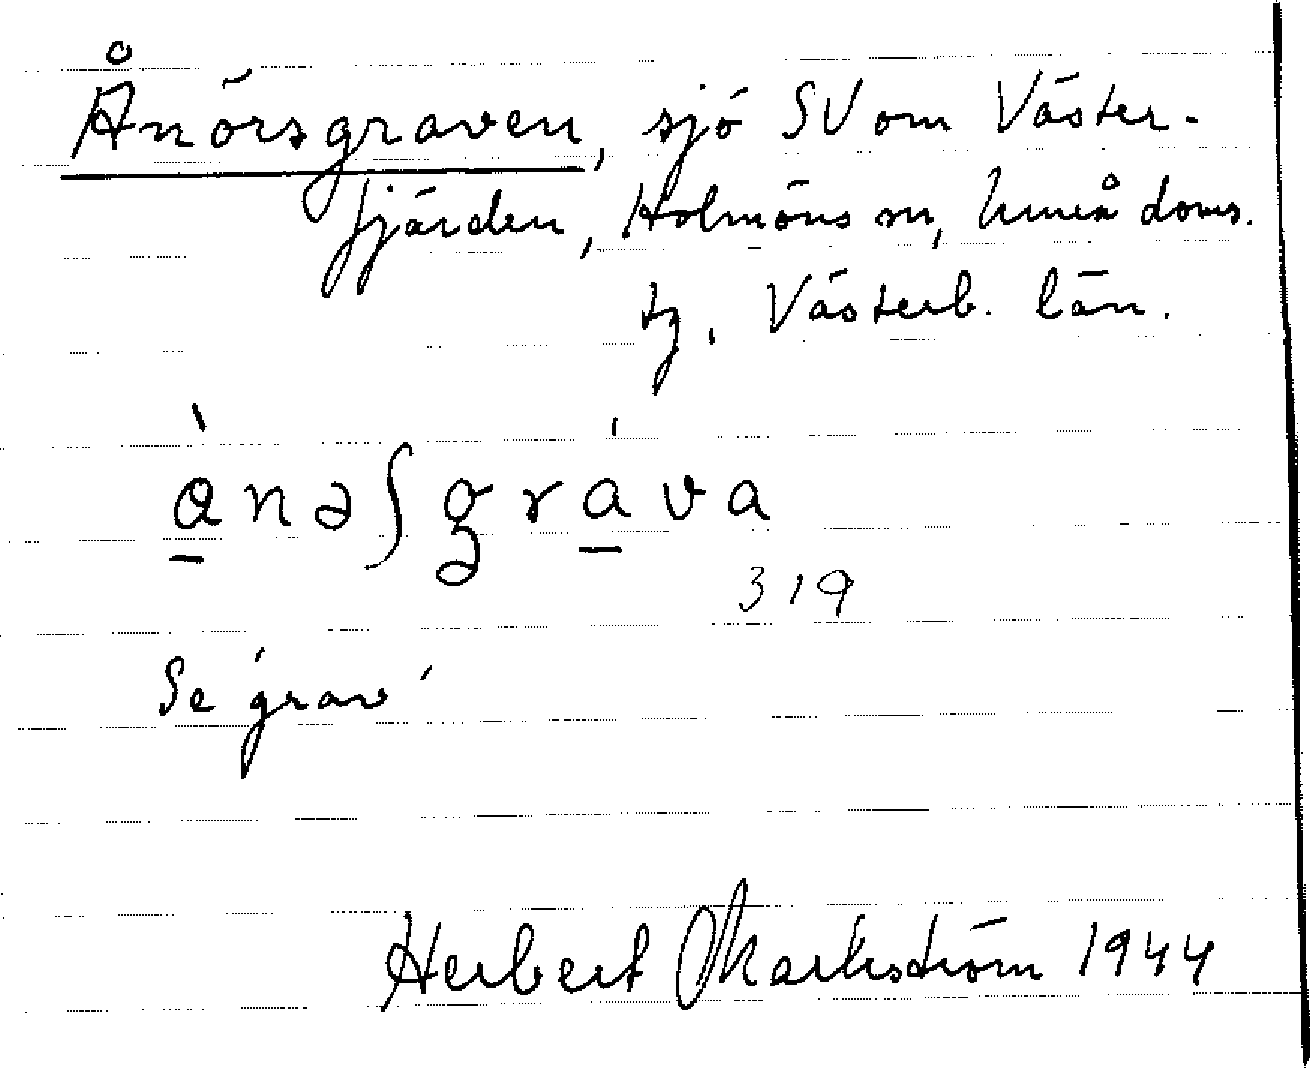 Ånörsgraven, sjö SV om Väster-
fjärden, Holmöns sn, Umeå doms.
tg. Västerb. län.
ànəʃgráva
319
Se 'grav'
Herbert Markström 1944